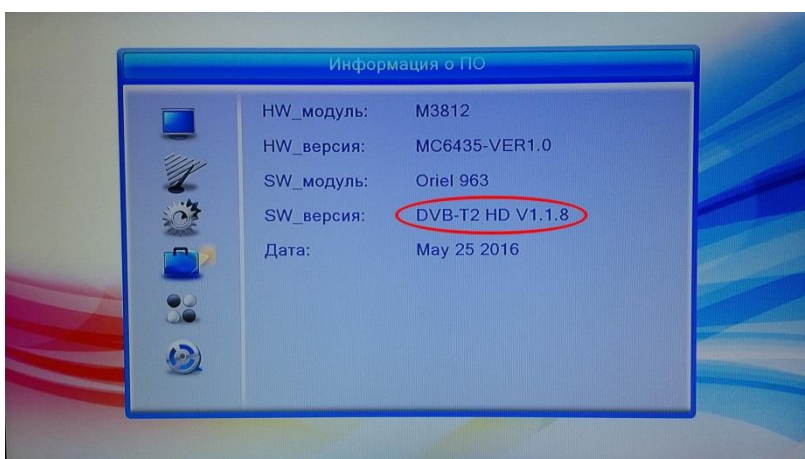 Информация о ПО
HW_модуль: M3812
HW_версия: MC6435-VER1.0
SW_модуль: Oriel 963
SW_версия: DVB-T2 HD V1.1.8
Дата: May 25 2016